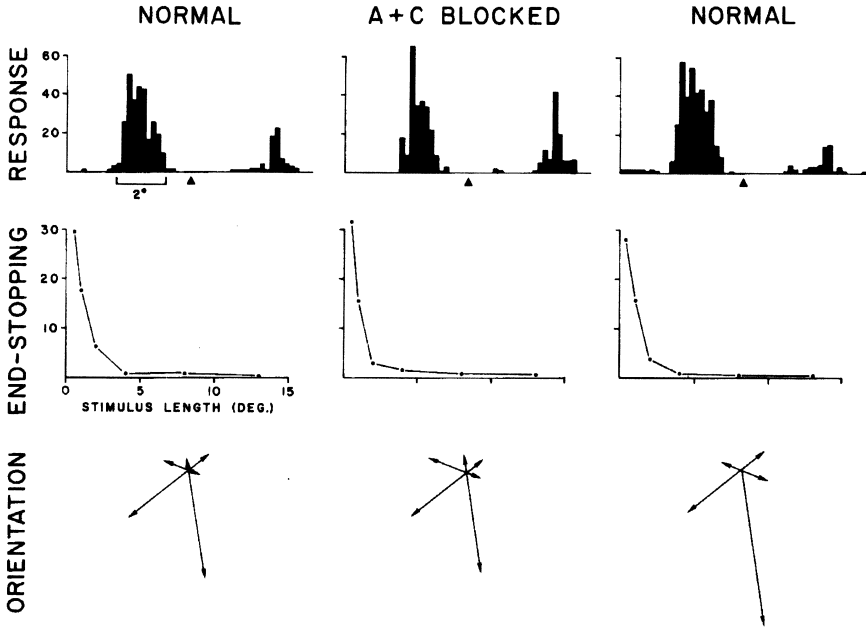 NORMAL
A + C BLOCKED
NORMAL
RESPONSE
60
40
20
2°
END-STOPPING
30
20
10
0
5
10
15
STIMULUS LENGTH (DEG.)
ORIENTATION